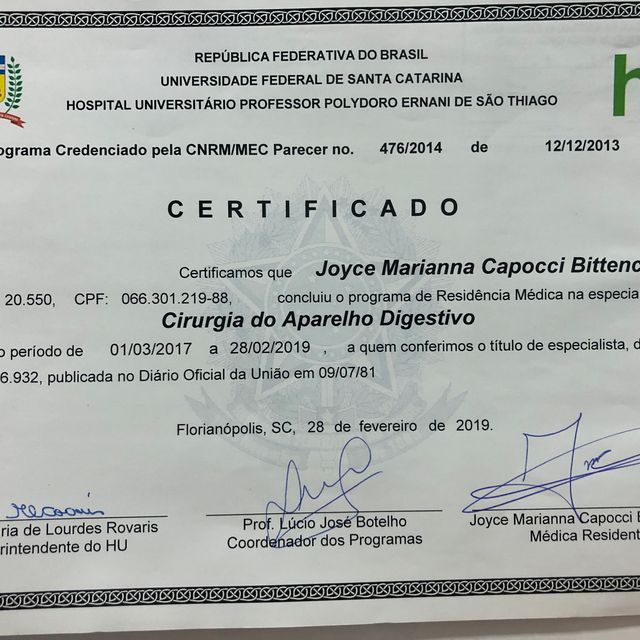 REPÚBLICA FEDERATIVA DO BRASIL
UNIVERSIDADE FEDERAL DE SANTA CATARINA
HOSPITAL UNIVERSITÁRIO PROFESSOR POLYDORO ERNANI DE SÃO THIAGO
ograma Credenciado pela CNRM/MEC Parecer no. 476/2014 de 12/12/2013
CERTIFICADO
Certificamos que Joyce Marianna Capocci Bittenc
20.550, CPF: 066.301.219-88, concluiu o programa de Residência Médica na especia
Cirurgia do Aparelho Digestivo
o período de 01/03/2017 a 28/02/2019 , a quem conferimos o título de especialista, d
6.932, publicada no Diário Oficial da União em 09/07/81
Florianópolis, SC, 28 de fevereiro de 2019.
ria de Lourdes Rovaris
rintendente do HU
Prof. Lúcio José Botelho
Coordenador dos Programas
Joyce Marianna Capocci B
Médica Resident